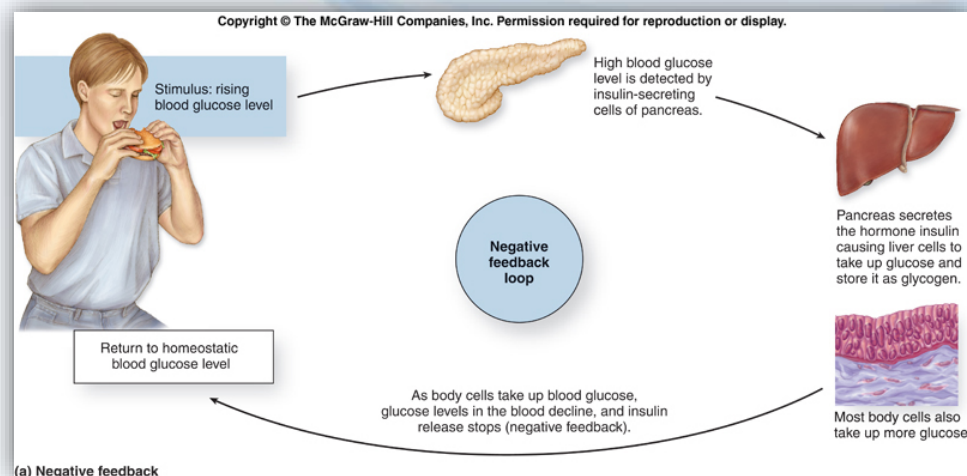 Copyright © The McGraw-Hill Companies, Inc. Permission required for reproduction or display.
Stimulus: rising
blood glucose level
High blood glucose
level is detected by
insulin-secreting
cells of pancreas.
Pancreas secretes
the hormone insulin
causing liver cells to
take up glucose and
store it as glycogen.
Negative
feedback
loop
Most body cells also
take up more glucose
As body cells take up blood glucose,
glucose levels in the blood decline, and insulin
release stops (negative feedback).
Return to homeostatic
blood glucose level
(a) Negative feedback